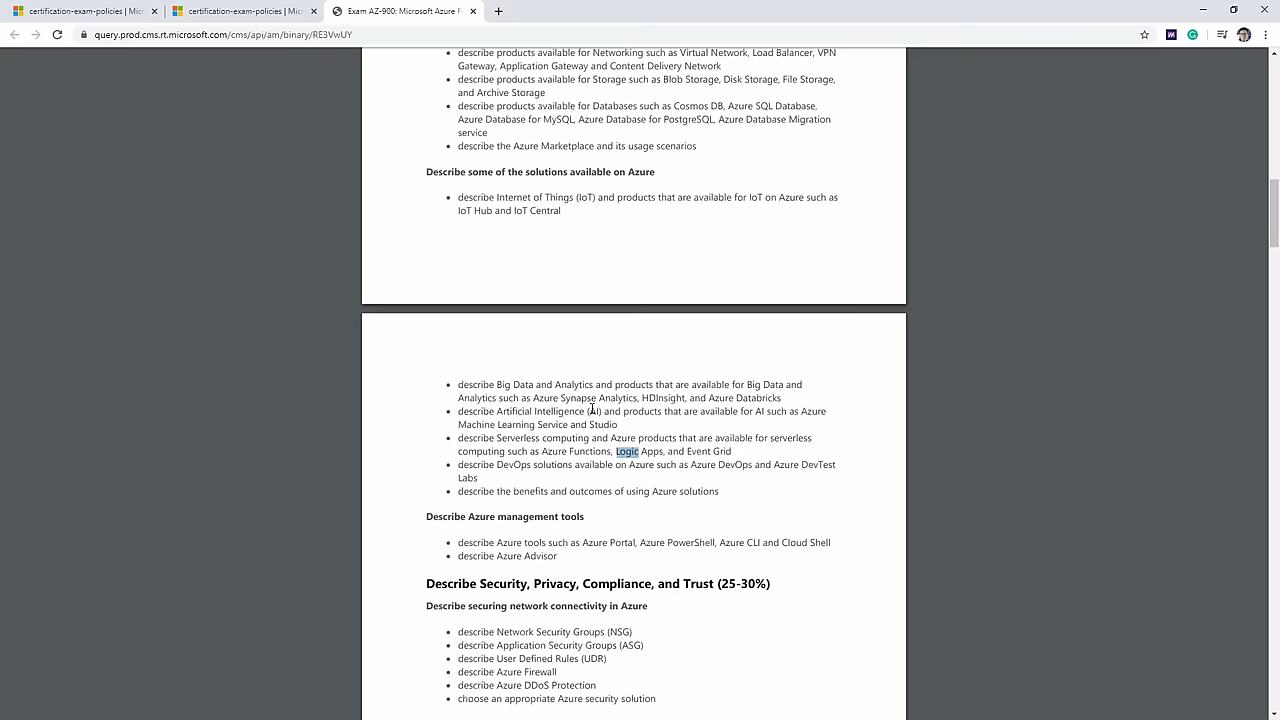 certification-exam-policies | Mic
certification-exam-policies | Mic
Exam AZ-900: Microsoft Azure F
query.prod.cms.rt.microsoft.com/cms/api/am/binary/RE3VwUY
describe products available for Networking such as Virtual Network, Load Balancer, VPN
Gateway, Application Gateway and Content Delivery Network
• describe products available for Storage such as Blob Storage, Disk Storage, File Storage,
and Archive Storage
• describe products available for Databases such as Cosmos DB, Azure SQL Database,
Azure Database for MySQL, Azure Database for PostgreSQL, Azure Database Migration
service
• describe the Azure Marketplace and its usage scenarios
Describe some of the solutions available on Azure
• describe Internet of Things (IoT) and products that are available for IoT on Azure such as
IoT Hub and IoT Central
• describe Big Data and Analytics and products that are available for Big Data and
Analytics such as Azure Synapse Analytics, HDInsight, and Azure Databricks
• describe Artificial Intelligence (AI) and products that are available for AI such as Azure
Machine Learning Service and Studio
• describe Serverless computing and Azure products that are available for serverless
computing such as Azure Functions, Logic Apps, and Event Grid
• describe DevOps solutions available on Azure such as Azure DevOps and Azure DevTest
Labs
• describe the benefits and outcomes of using Azure solutions
Describe Azure management tools
• describe Azure tools such as Azure Portal, Azure PowerShell, Azure CLI and Cloud Shell
• describe Azure Advisor
Describe Security, Privacy, Compliance, and Trust (25-30%)
Describe securing network connectivity in Azure
• describe Network Security Groups (NSG)
• describe Application Security Groups (ASG)
• describe User Defined Rules (UDR)
• describe Azure Firewall
• describe Azure DDoS Protection
• choose an appropriate Azure security solution